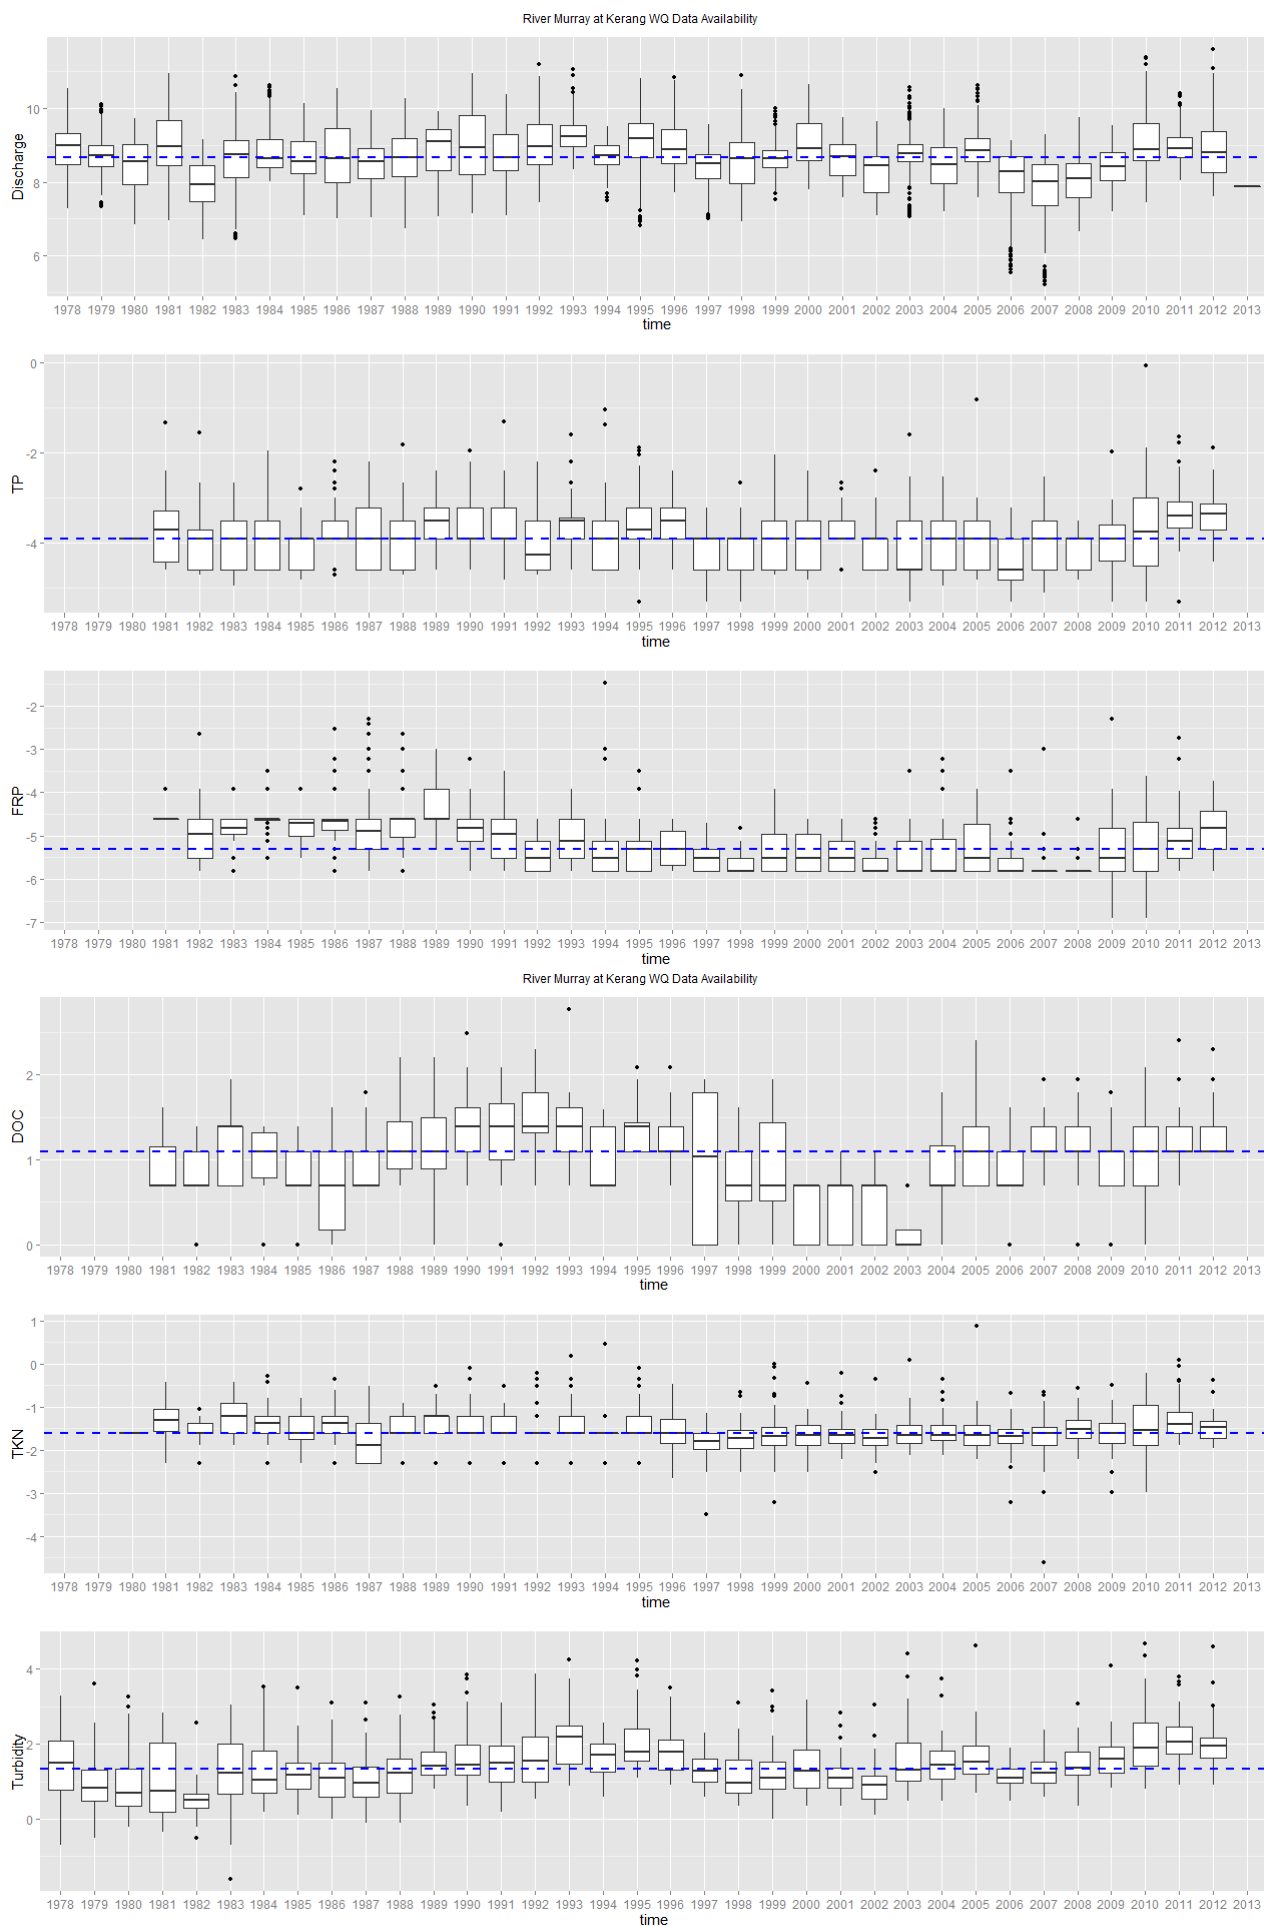 River Murray at Kerang WQ Data Availability
Discharge
10
8
6
1978 1979 1980 1981 1982 1983 1984 1985 1986 1987 1988 1989 1990 1991 1992 1993 1994 1995 1996 1997 1998 1999 2000 2001 2002 2003 2004 2005 2006 2007 2008 2009 2010 2011 2012 2013
time
TP
0
-2
-4
1978 1979 1980 1981 1982 1983 1984 1985 1986 1987 1988 1989 1990 1991 1992 1993 1994 1995 1996 1997 1998 1999 2000 2001 2002 2003 2004 2005 2006 2007 2008 2009 2010 2011 2012 2013
time
FRP
-2
-3
-4
-5
-6
-7
1978 1979 1980 1981 1982 1983 1984 1985 1986 1987 1988 1989 1990 1991 1992 1993 1994 1995 1996 1997 1998 1999 2000 2001 2002 2003 2004 2005 2006 2007 2008 2009 2010 2011 2012 2013
time
River Murray at Kerang WQ Data Availability
DOC
2
1
0
1978 1979 1980 1981 1982 1983 1984 1985 1986 1987 1988 1989 1990 1991 1992 1993 1994 1995 1996 1997 1998 1999 2000 2001 2002 2003 2004 2005 2006 2007 2008 2009 2010 2011 2012 2013
time
TKN
1
0
-1
-2
-3
-4
1978 1979 1980 1981 1982 1983 1984 1985 1986 1987 1988 1989 1990 1991 1992 1993 1994 1995 1996 1997 1998 1999 2000 2001 2002 2003 2004 2005 2006 2007 2008 2009 2010 2011 2012 2013
time
Turbidity
4
2
0
1978 1979 1980 1981 1982 1983 1984 1985 1986 1987 1988 1989 1990 1991 1992 1993 1994 1995 1996 1997 1998 1999 2000 2001 2002 2003 2004 2005 2006 2007 2008 2009 2010 2011 2012 2013
time